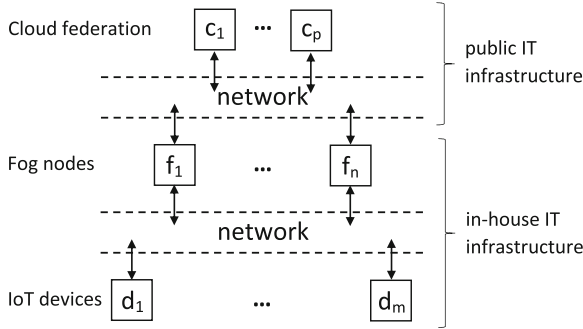 Cloud federation
c1 ... cp
public IT
infrastructure
network
Fog nodes
f1 ... fn
network
in-house IT
infrastructure
IoT devices
d1 ... dm